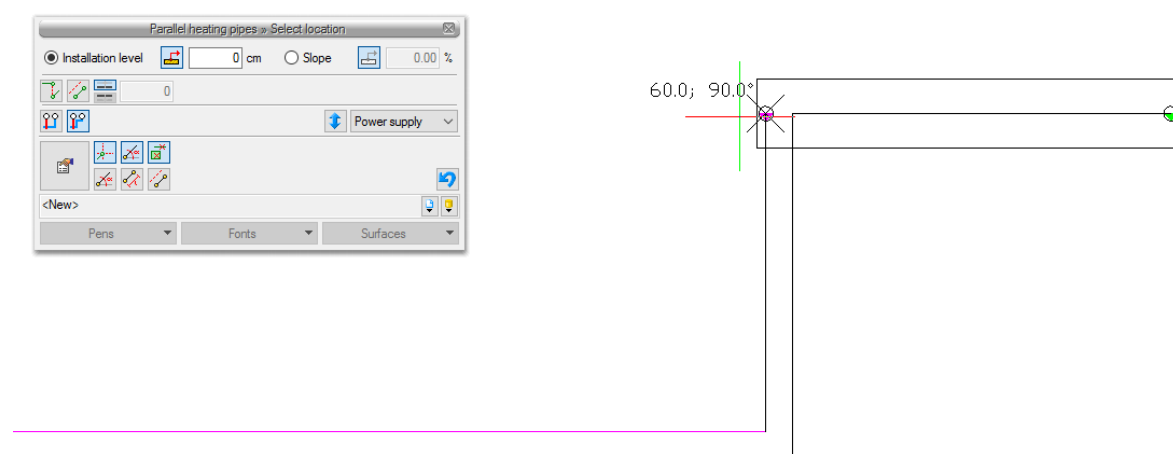 Parallel heating pipes » Select location
Installation level 0 cm Slope 0.00 %
0
Power supply
<New>
Pens Fonts Surfaces
60.0; 90.0°